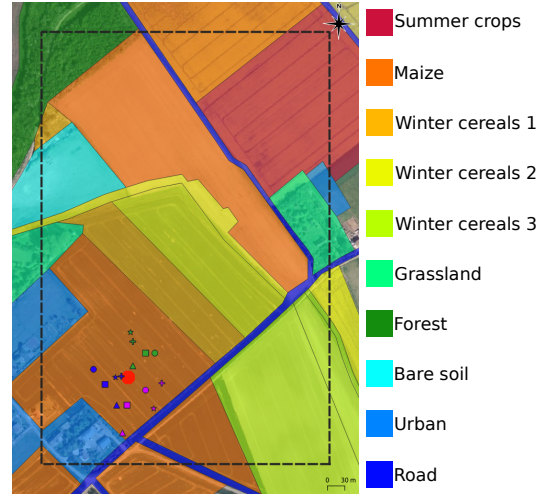 N
Summer crops
Maize
Winter cereals 1
Winter cereals 2
Winter cereals 3
Grassland
Forest
Bare soil
Urban
Road
0 30 m